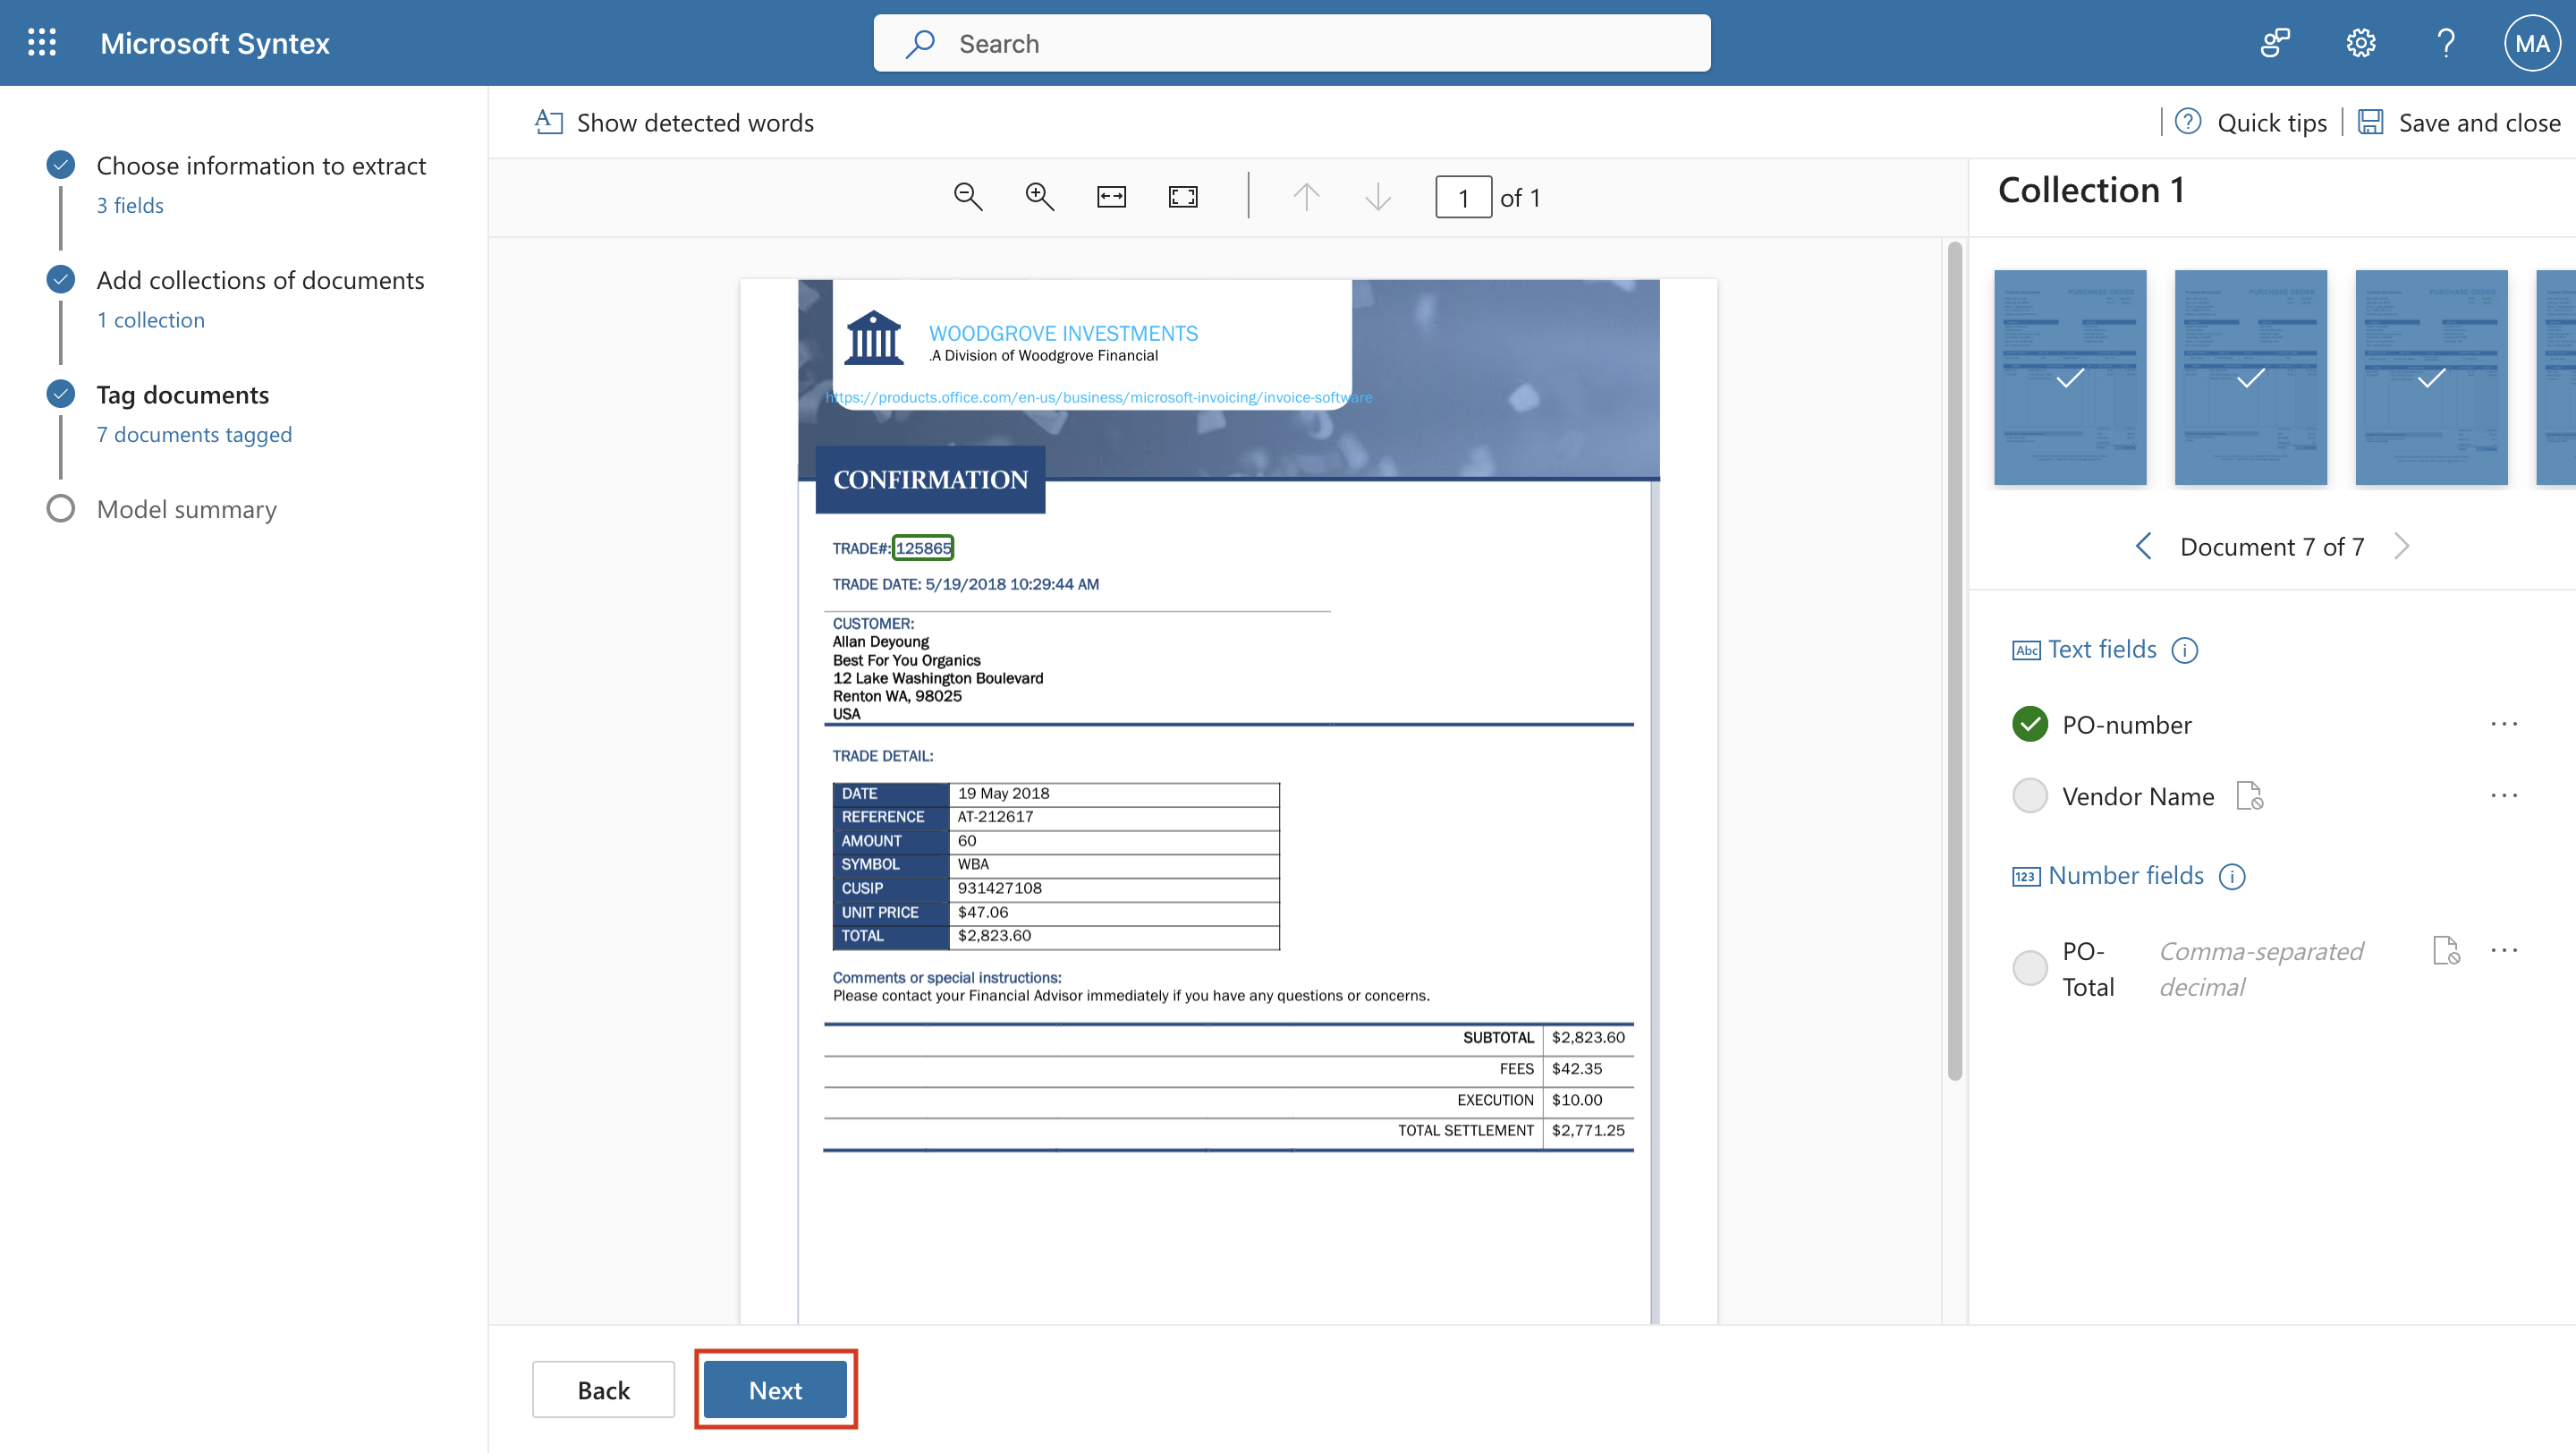 Microsoft Syntex
Search
MA
Show detected words
Quick tips
Save and close
Choose information to extract
3 fields
Add collections of documents
1 collection
Tag documents
7 documents tagged
Model summary
1 of 1
WOODGROVE INVESTMENTS
.A Division of Woodgrove Financial
https://products.office.com/en-us/business/microsoft-invoicing/invoice-software
CONFIRMATION
TRADE#: 125865
TRADE DATE: 5/19/2018 10:29:44 AM
CUSTOMER:
Allan Deyoung
Best For You Organics
12 Lake Washington Boulevard
Renton WA, 98025
USA
TRADE DETAIL:
DATE 19 May 2018
REFERENCE AT-212617
AMOUNT 60
SYMBOL WBA
CUSIP 931427108
UNIT PRICE $47.06
TOTAL $2,823.60
Comments or special instructions:
Please contact your Financial Advisor immediately if you have any questions or concerns.
SUBTOTAL $2,823.60
FEES $42.35
EXECUTION $10.00
TOTAL SETTLEMENT $2,771.25
Back
Next
Collection 1
PURCHASE ORDER
PURCHASE ORDER
PURCHASE ORDER
Document 7 of 7
Abc Text fields
PO-number
Vendor Name
123 Number fields
PO-
Total
Comma-separated
decimal